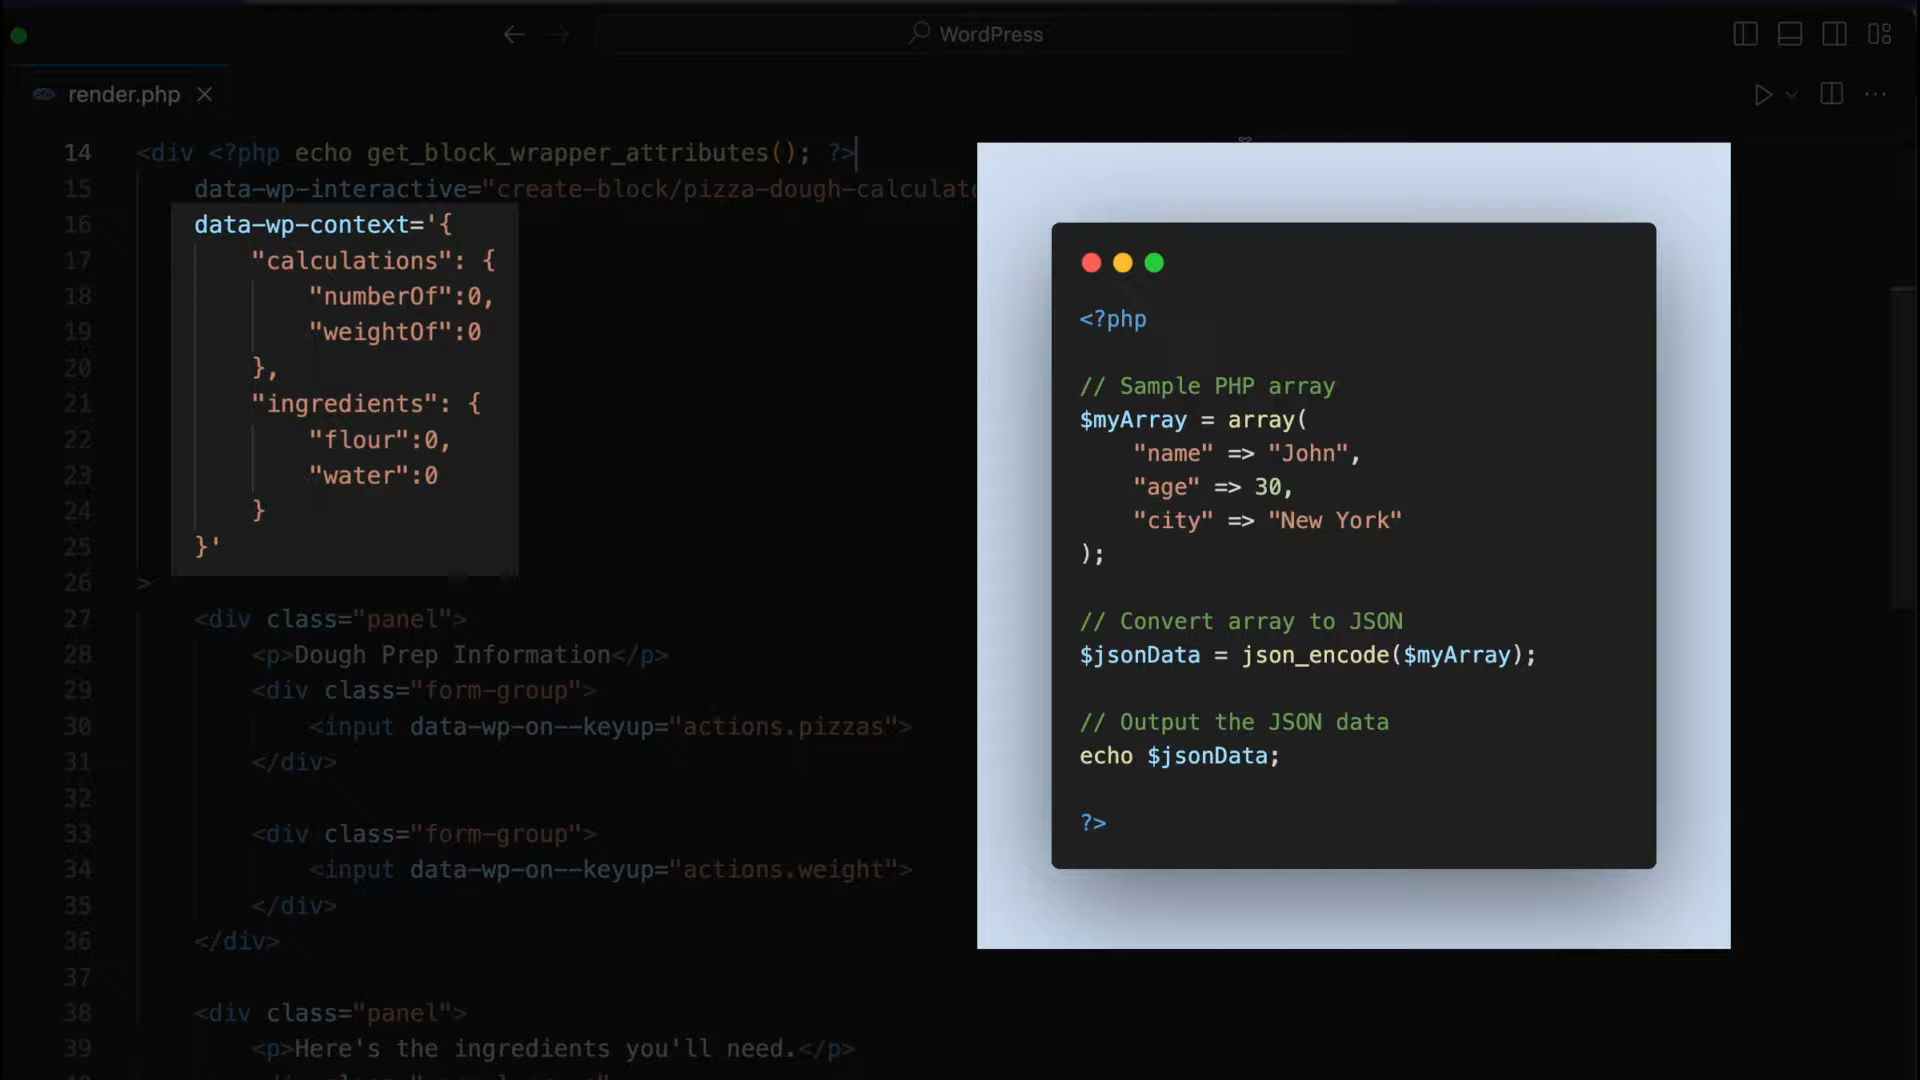 WordPress
render.php
14 <div <?php echo get_block_wrapper_attributes(); ?>
15 data-wp-interactive="create-block/pizza-dough-calculato
16 data-wp-context='{
17 "calculations": {
18 "numberOf":0,
19 "weightOf":0
20 },
21 "ingredients": {
22 "flour":0,
23 "water":0
24 }
25 }'
26 >
27 <div class="panel">
28 <p>Dough Prep Information</p>
29 <div class="form-group">
30 <input data-wp-on--keyup="actions.pizzas">
31 </div>
32
33 <div class="form-group">
34 <input data-wp-on--keyup="actions.weight">
35 </div>
36 </div>
37
38 <div class="panel">
39 <p>Here's the ingredients you'll need.</p>
<?php
// Sample PHP array
$myArray = array(
"name" => "John",
"age" => 30,
"city" => "New York"
);
// Convert array to JSON
$jsonData = json_encode($myArray);
// Output the JSON data
echo $jsonData;
?>